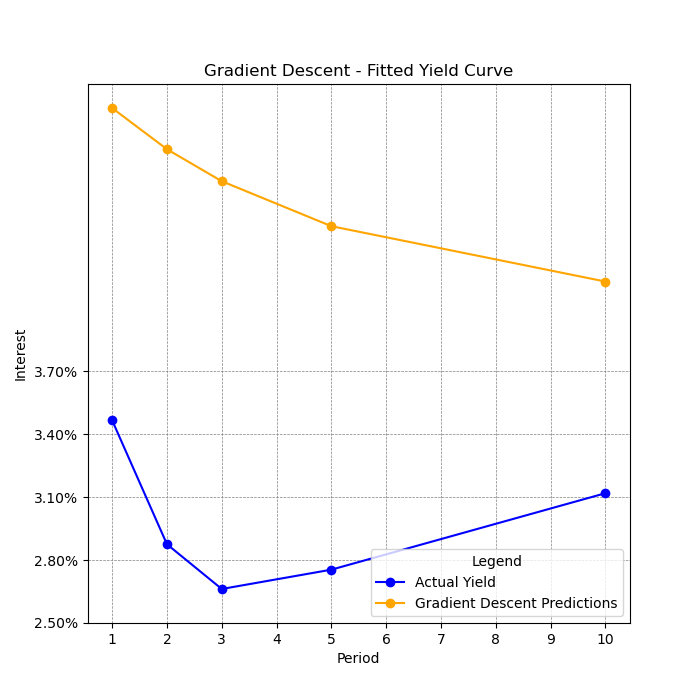 Gradient Descent - Fitted Yield Curve
Interest
3.70%
3.40%
3.10%
2.80%
2.50%
Legend
Actual Yield
Gradient Descent Predictions
1 2 3 4 5 6 7 8 9 10
Period